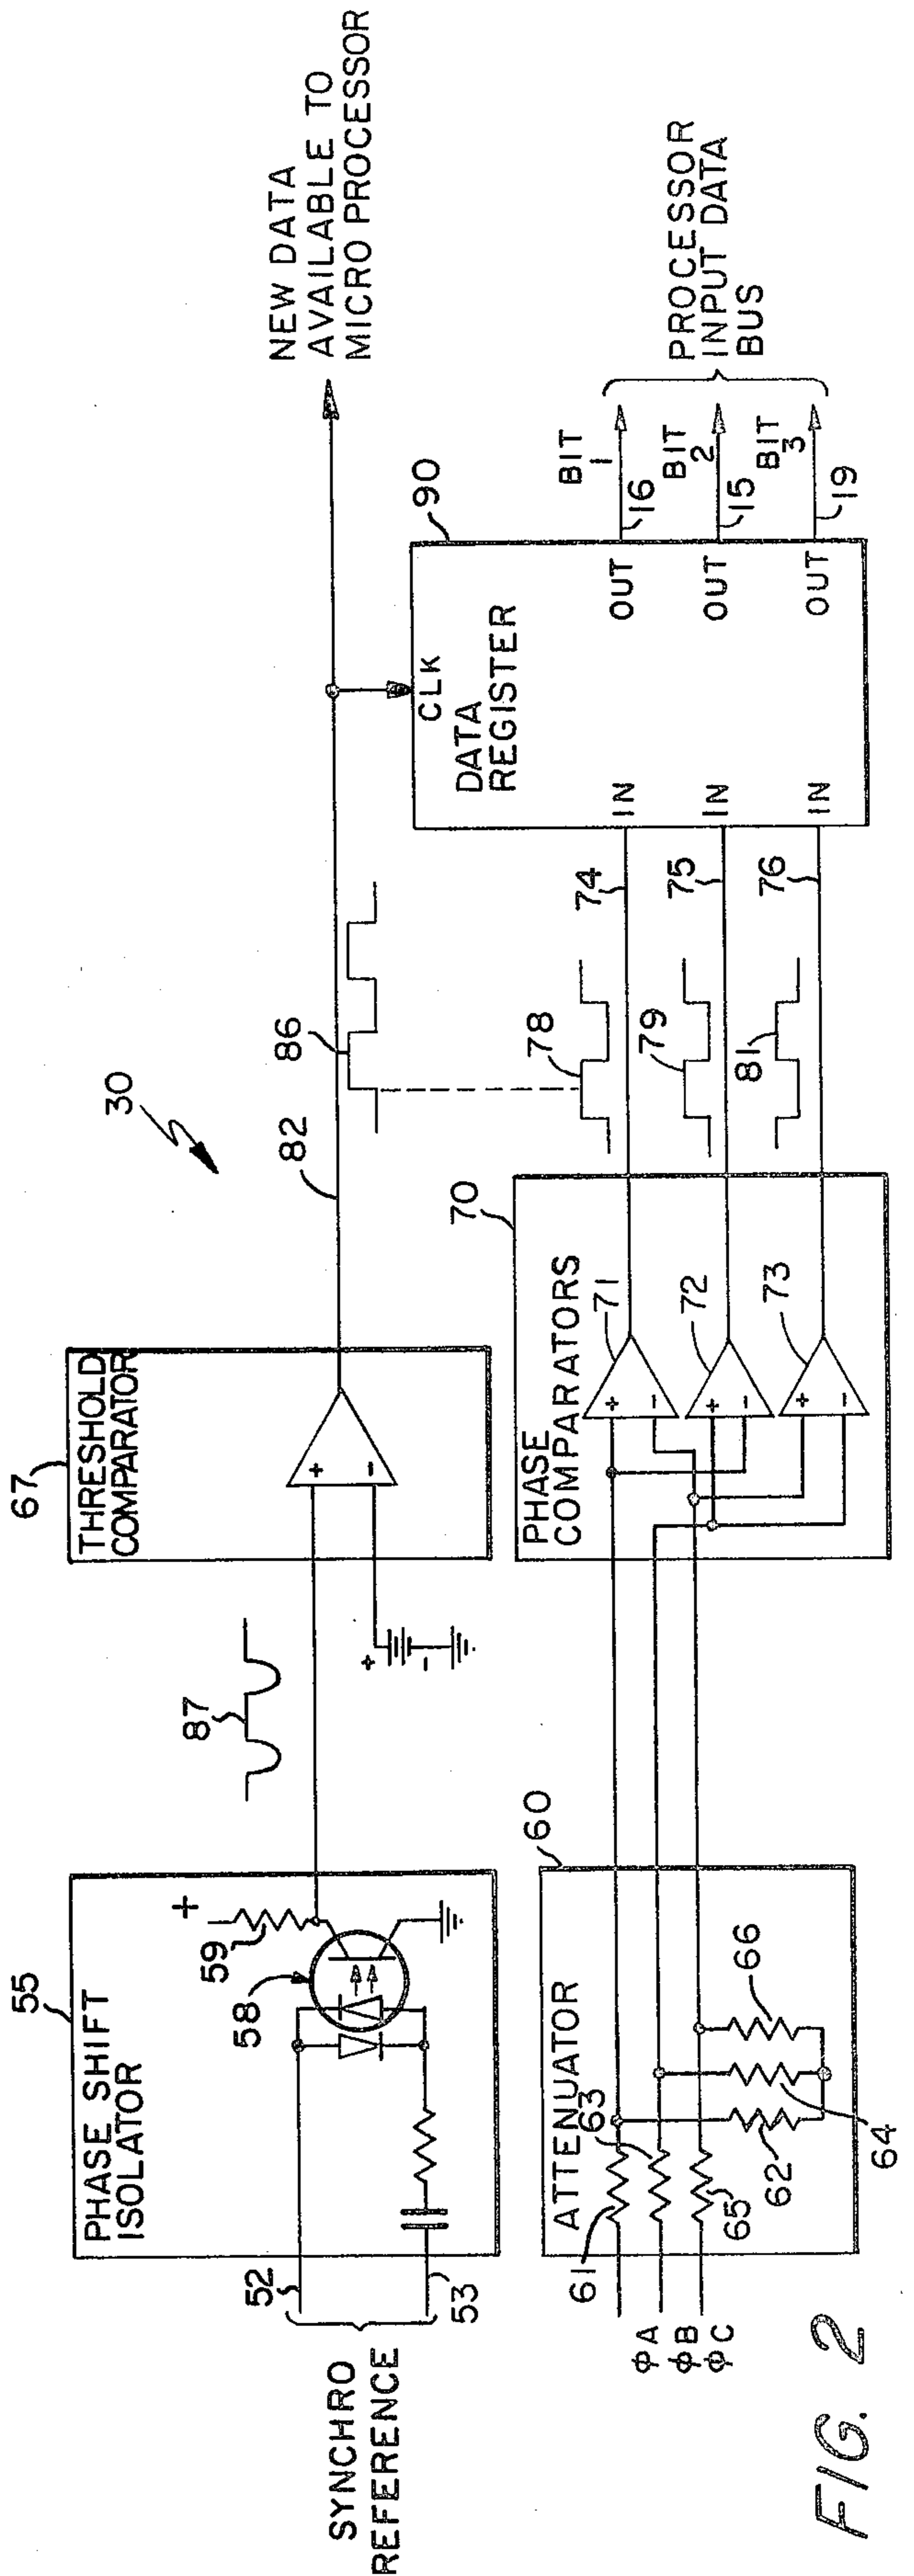 30
55
PHASE SHIFT
ISOLATOR
59
58
+
52
53
SYNCHRO
REFERENCE
87
67
THRESHOLD
COMPARATOR
+
-
+
-
82
86
NEW DATA
AVAILABLE TO
MICRO PROCESSOR
60
ATTENUATOR
61
63
65
62
64
66
ΦA
ΦB
ΦC
70
PHASE
COMPARATORS
71
72
73
+
-
+
-
+
-
78
79
81
74
75
76
90
CLK
DATA
REGISTER
IN
IN
IN
OUT
OUT
OUT
BIT
1
16
BIT
2
15
BIT
3
19
PROCESSOR
INPUT DATA
BUS
FIG. 2